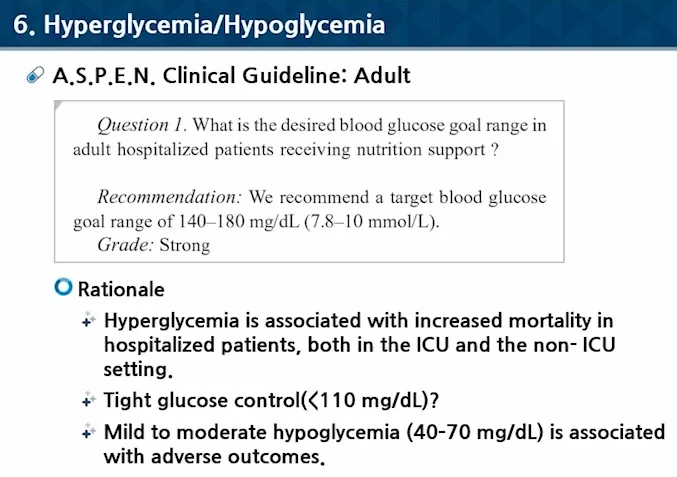 6. Hyperglycemia/Hypoglycemia
A.S.P.E.N. Clinical Guideline: Adult
Question 1. What is the desired blood glucose goal range in
adult hospitalized patients receiving nutrition support ?
Recommendation: We recommend a target blood glucose
goal range of 140–180 mg/dL (7.8–10 mmol/L).
Grade: Strong
Rationale
Hyperglycemia is associated with increased mortality in
hospitalized patients, both in the ICU and the non- ICU
setting.
Tight glucose control(<110 mg/dL)?
Mild to moderate hypoglycemia (40-70 mg/dL) is associated
with adverse outcomes.